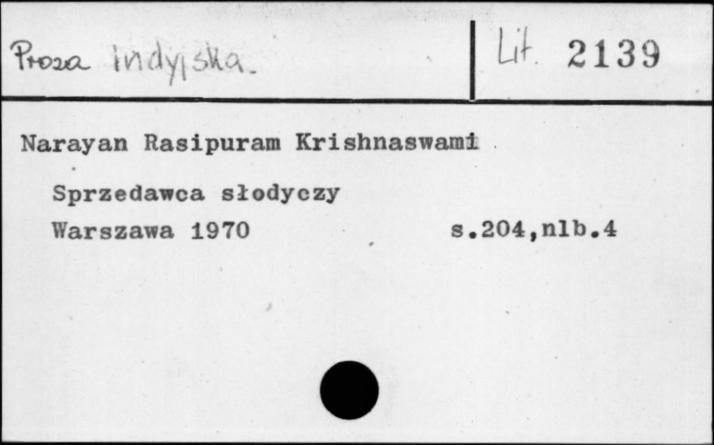 Proza indyjska. Lit. 2139
Narayan Rasipuram Krishnaswami
Sprzedawca słodyczy
Warszawa 1970 s.204,nlb.4